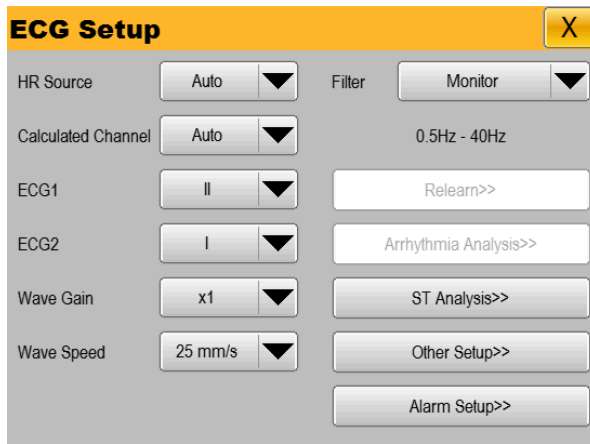 ECG Setup X
HR Source Auto Filter Monitor
Calculated Channel Auto 0.5Hz - 40Hz
ECG1 II Relearn>>
ECG2 I Arrhythmia Analysis>>
Wave Gain x1 ST Analysis>>
Wave Speed 25 mm/s Other Setup>>
Alarm Setup>>